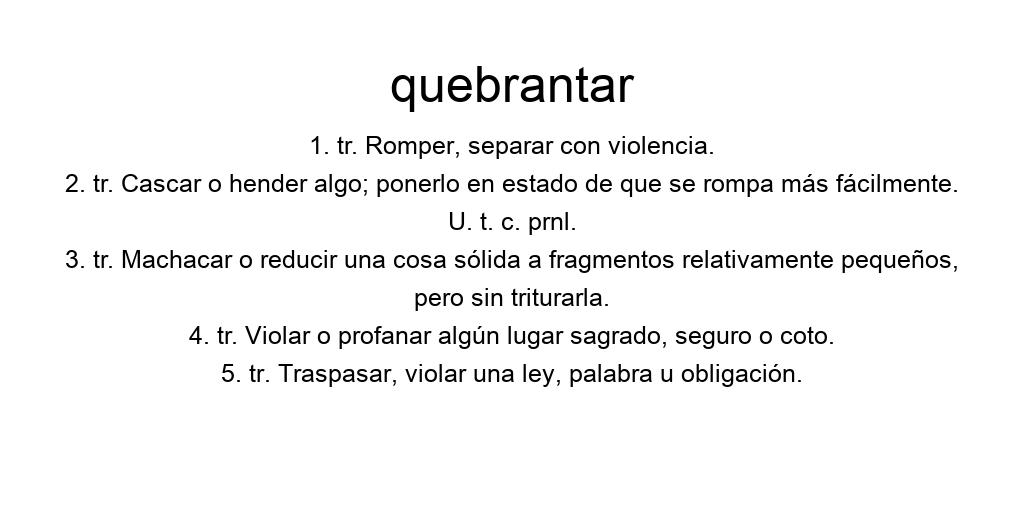 quebrantar
1. tr. Romper, separar con violencia.
2. tr. Cascar o hender algo; ponerlo en estado de que se rompa más fácilmente.
U. t. c. prnl.
3. tr. Machacar o reducir una cosa sólida a fragmentos relativamente pequeños,
pero sin triturarla.
4. tr. Violar o profanar algún lugar sagrado, seguro o coto.
5. tr. Traspasar, violar una ley, palabra u obligación.